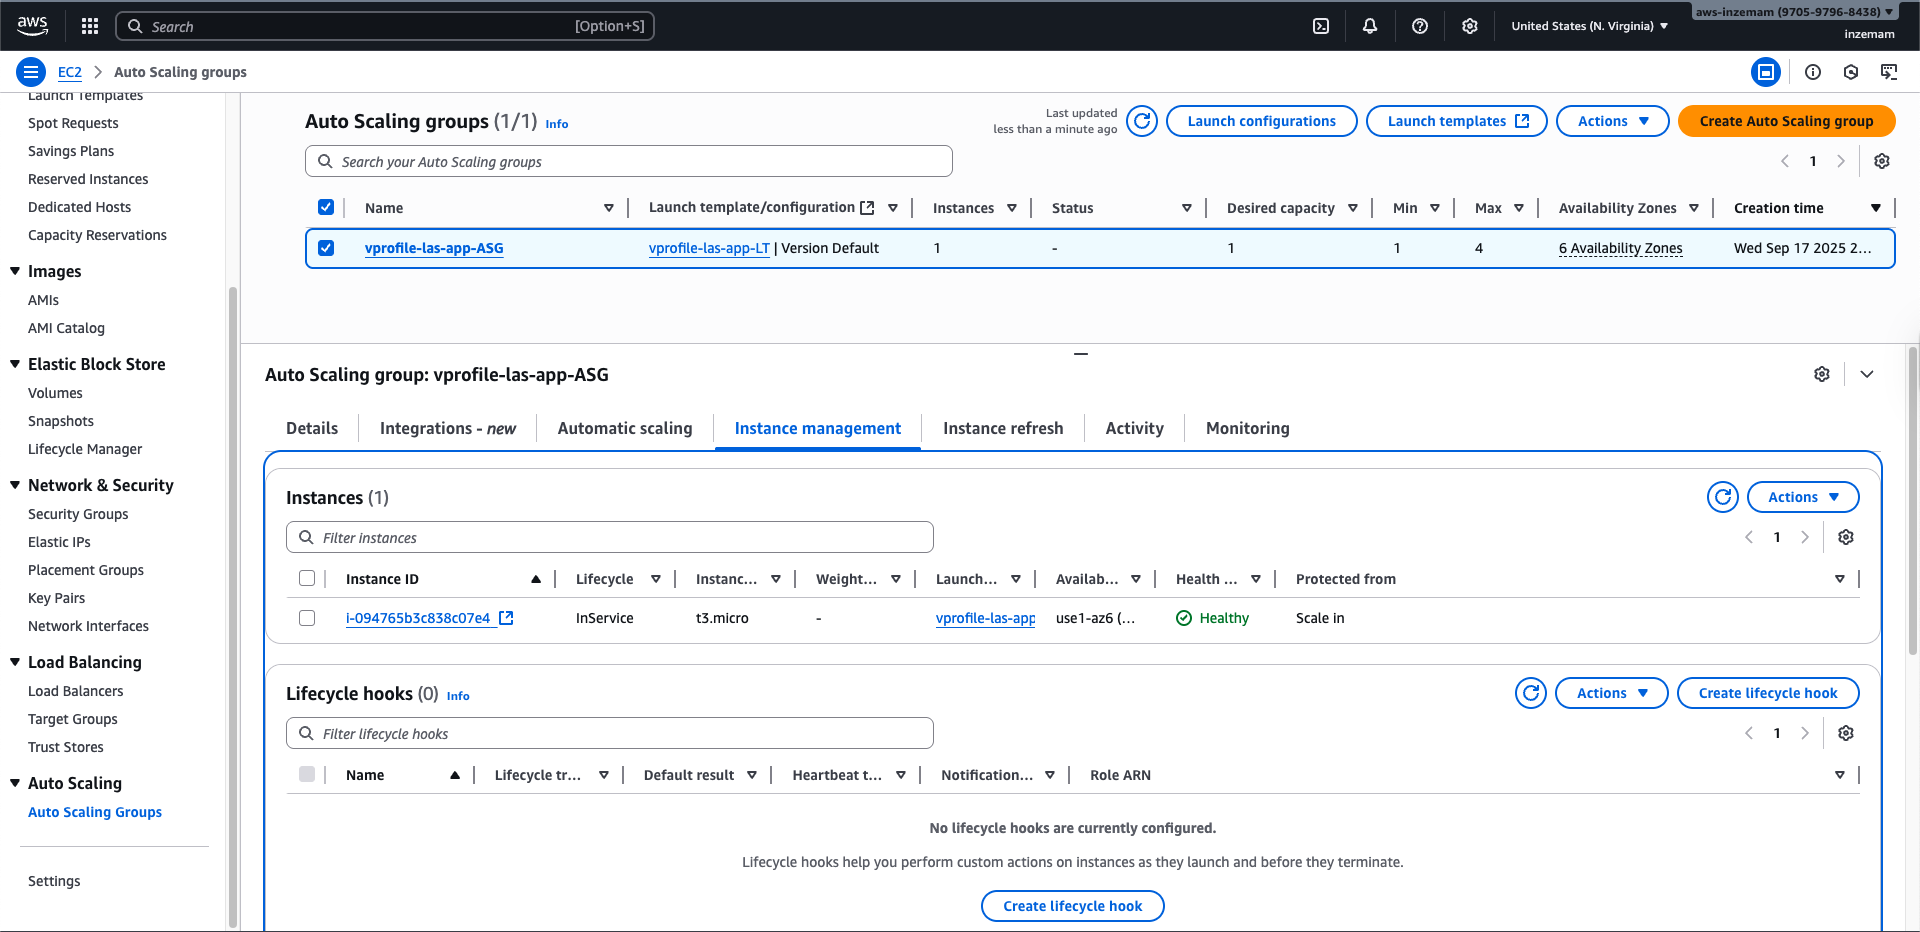 aws
Search [Option+S]
United States (N. Virginia)
aws-inzemam (9705-9796-8438)
inzemam
EC2 Auto Scaling groups
Launch Templates
Spot Requests
Savings Plans
Reserved Instances
Dedicated Hosts
Capacity Reservations
Images
AMIs
AMI Catalog
Elastic Block Store
Volumes
Snapshots
Lifecycle Manager
Network & Security
Security Groups
Elastic IPs
Placement Groups
Key Pairs
Network Interfaces
Load Balancing
Load Balancers
Target Groups
Trust Stores
Auto Scaling
Auto Scaling Groups
Settings
Auto Scaling groups (1/1) Info
Last updated
less than a minute ago
Launch configurations Launch templates Actions Create Auto Scaling group
Search your Auto Scaling groups
1
Name Launch template/configuration Instances Status Desired capacity Min Max Availability Zones Creation time
vprofile-las-app-ASG vprofile-las-app-LT | Version Default 1 - 1 1 4 6 Availability Zones Wed Sep 17 2025 2...
Auto Scaling group: vprofile-las-app-ASG
Details Integrations - new Automatic scaling Instance management Instance refresh Activity Monitoring
Instances (1)
Actions
Filter instances
1
Instance ID Lifecycle Instanc... Weight... Launch... Availab... Health ... Protected from
i-094765b3c838c07e4 InService t3.micro - vprofile-las-app use1-az6 (... Healthy Scale in
Lifecycle hooks (0) Info
Actions Create lifecycle hook
Filter lifecycle hooks
1
Name Lifecycle tr... Default result Heartbeat t... Notification... Role ARN
No lifecycle hooks are currently configured.
Lifecycle hooks help you perform custom actions on instances as they launch and before they terminate.
Create lifecycle hook